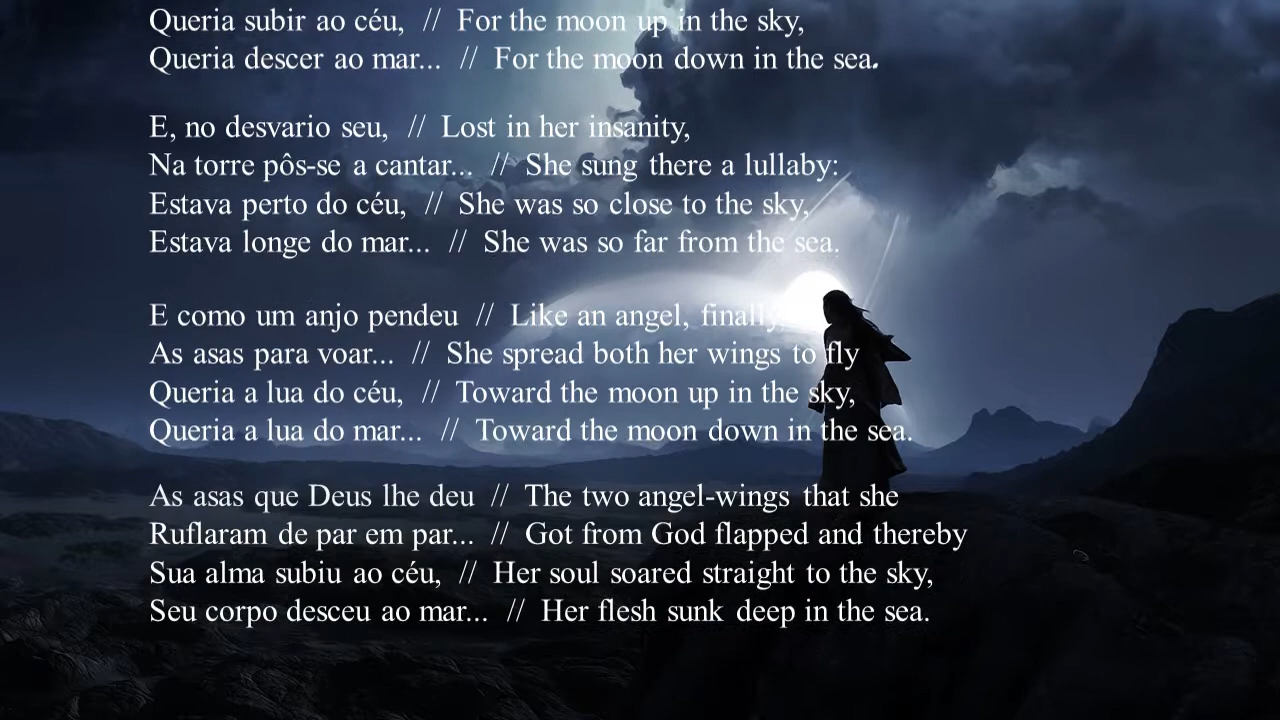 Queria subir ao céu, // For the moon up in the sky,
Queria descer ao mar... // For the moon down in the sea.
E, no desvario seu, // Lost in her insanity,
Na torre pôs-se a cantar... // She sung there a lullaby:
Estava perto do céu, // She was so close to the sky,
Estava longe do mar... // She was so far from the sea.
E como um anjo pendeu // Like an angel, finally,
As asas para voar... // She spread both her wings to fly
Queria a lua do céu, // Toward the moon up in the sky,
Queria a lua do mar... // Toward the moon down in the sea.
As asas que Deus lhe deu // The two angel-wings that she
Ruflaram de par em par... // Got from God flapped and thereby
Sua alma subiu ao céu, // Her soul soared straight to the sky,
Seu corpo desceu ao mar... // Her flesh sunk deep in the sea.